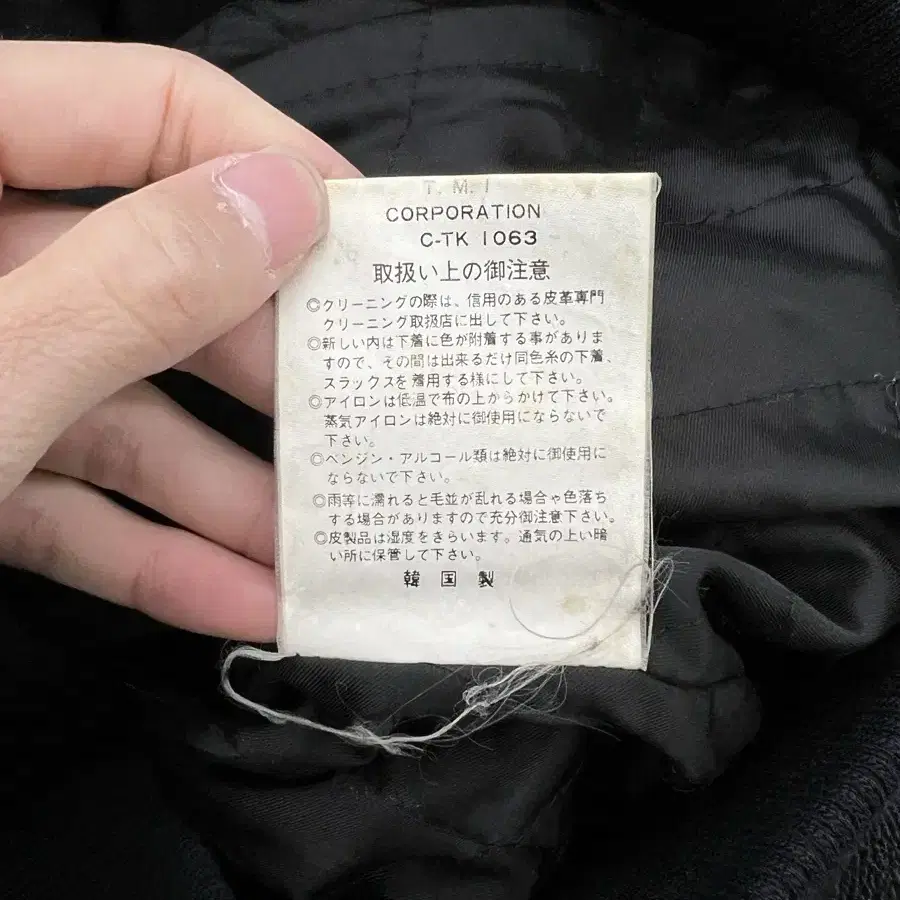 T. M. I
CORPORATION
C-TK 1063
取扱い上の御注意
◎クリーニングの際は、信用のある皮革専門
クリーニング取扱店に出して下さい。
◎新しい内は下着に色が附着する事がありま
すので、その間は出来るだけ同色糸の下着、
スラックスを着用する様にして下さい。
◎アイロンは低温で布の上からかけて下さい。
蒸気アイロンは絶対に御使用にならないで
下さい。
◎ベンジン・アルコール類は絶対に御使用に
ならないで下さい。
◎雨等に濡れると毛並が乱れる場合や色落ち
する場合がありますので充分御注意下さい。
◎皮製品は湿度をきらいます。通気の上い暗
い所に保管して下さい。
韓国製